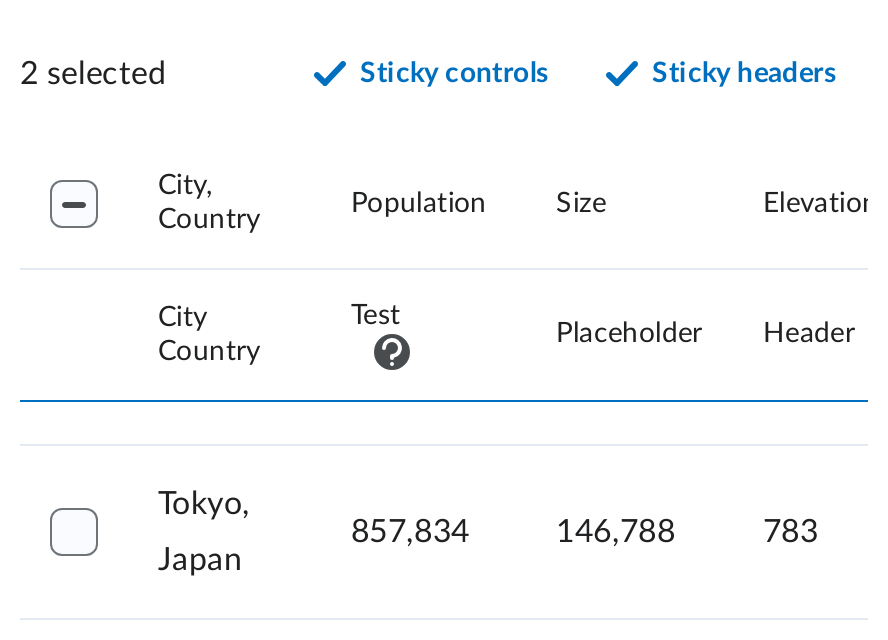 2 selected
Sticky controls
Sticky headers
City,
Country
Population
Size
Elevation
City
Country
Test
Placeholder
Header
Tokyo,
Japan
857,834
146,788
783